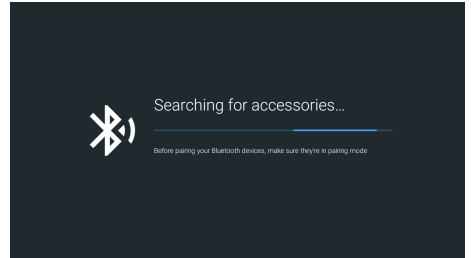 Searching for accessories...
Before pairing your Bluetooth devices, make sure they're in pairing mode